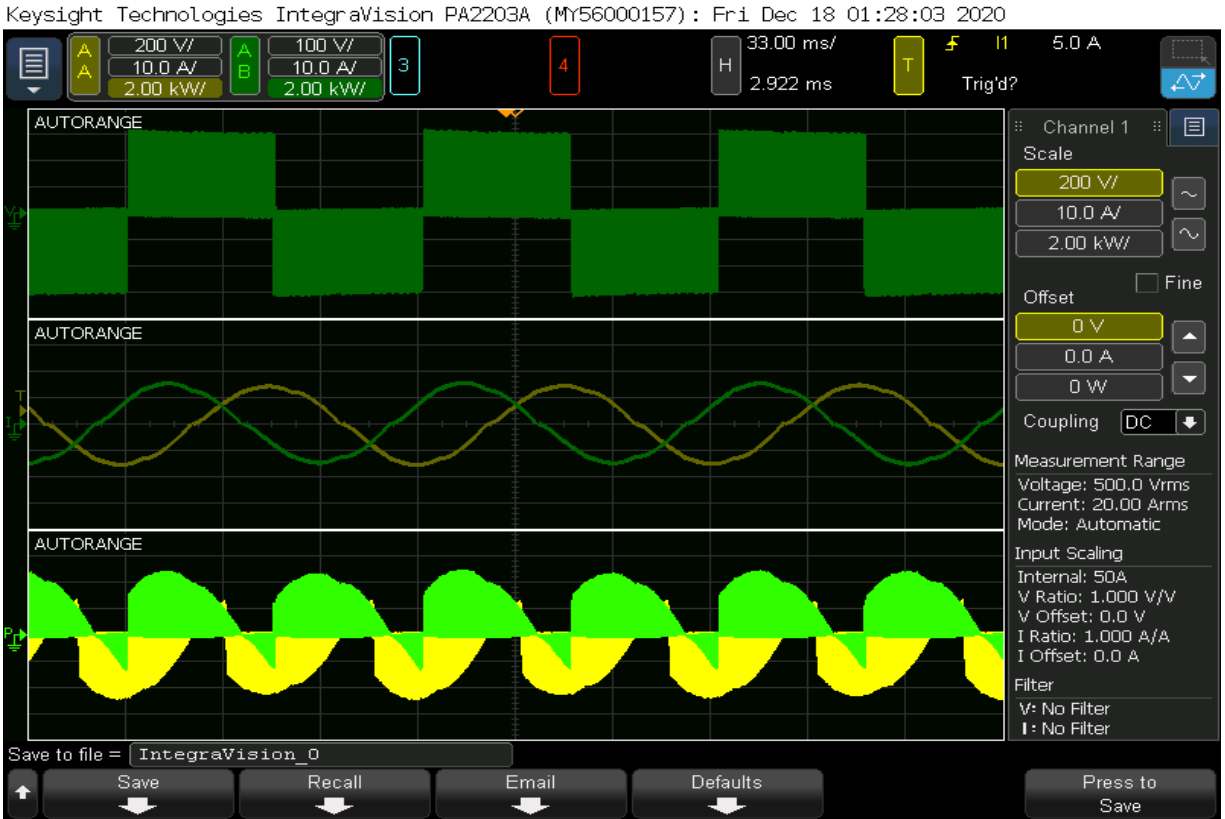 Keysight Technologies IntegraVision PA2203A (MY56000157): Fri Dec 18 01:28:03 2020
A A 200 V/ 10.0 A/ 2.00 kW/
A B 100 V/ 10.0 A/ 2.00 kW/
3
4
H 33.00 ms/ 2.922 ms
T I1 5.0 A
Trig'd?
AUTORANGE
V
AUTORANGE
T
I
AUTORANGE
P
Channel 1
Scale
200 V/
10.0 A/
2.00 kW/
Fine
Offset
0 V
0.0 A
0 W
Coupling DC
Measurement Range
Voltage: 500.0 Vrms
Current: 20.00 Arms
Mode: Automatic
Input Scaling
Internal: 50A
V Ratio: 1.000 V/V
V Offset: 0.0 V
I Ratio: 1.000 A/A
I Offset: 0.0 A
Filter
V: No Filter
I: No Filter
Save to file = IntegraVision_0
Save
Recall
Email
Defaults
Press to
Save